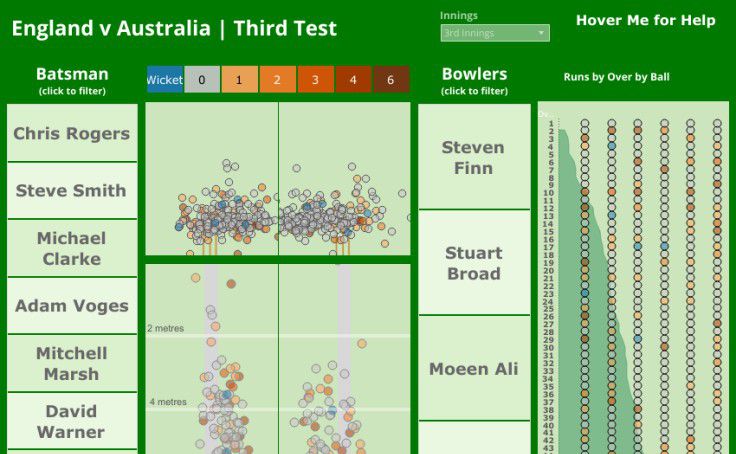 England v Australia | Third Test
Innings
3rd Innings
Hover Me for Help
Batsman
(click to filter)
Wicket 0 1 2 3 4 6
Bowlers
(click to filter)
Runs by Over by Ball
Chris Rogers
Steve Smith
Michael
Clarke
Adam Voges
Mitchell
Marsh
David
Warner
2 metres
4 metres
Steven
Finn
Stuart
Broad
Moeen Ali
1
2
3
4
5
6
7
8
9
10
11
12
13
14
15
16
17
18
19
20
21
22
23
24
25
26
27
28
29
30
31
32
33
34
35
36
37
38
39
40
41
42
43